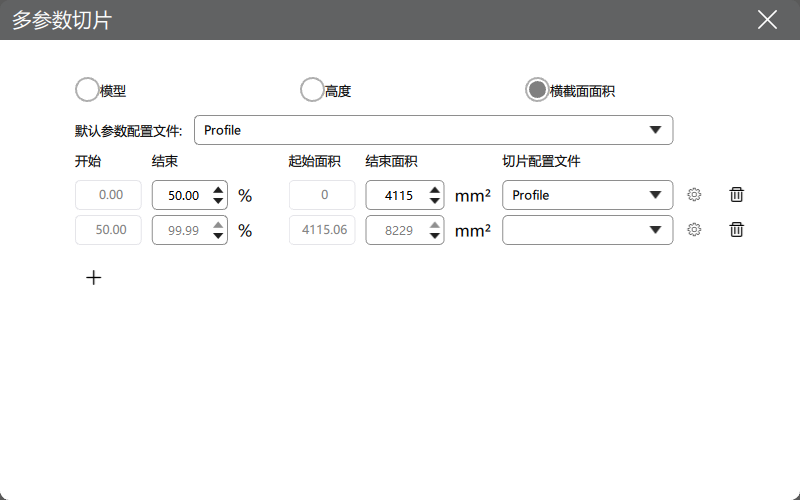 多参数切片
模型 高度 横截面面积
默认参数配置文件: Profile
开始 结束 起始面积 结束面积 切片配置文件
0.00 50.00 % 0 4115 mm² Profile
50.00 99.99 % 4115.06 8229 mm²